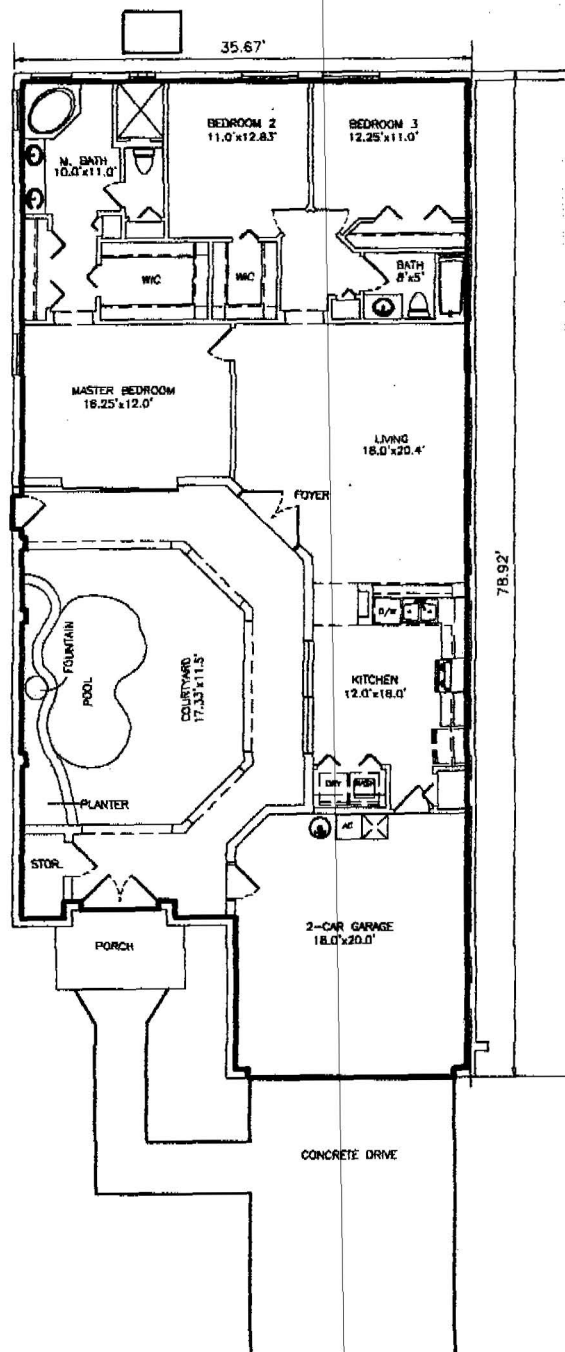 35.67'
BEDROOM 2
11.0'x12.83'
BEDROOM 3
12.25'x11.0'
M. BATH
10.0'x11.0'
WIC
WIC
BATH
8'x5'
MASTER BEDROOM
16.25'x12.0'
LIVING
18.0'x20.4'
FOYER
78.92'
D/W
FOUNTAIN
POOL
COURTYARD
17.33'x11.5'
KITCHEN
12.0'x18.0'
DRY
WASH
PLANTER
AC
STOR.
2-CAR GARAGE
18.0'x20.0'
PORCH
CONCRETE DRIVE